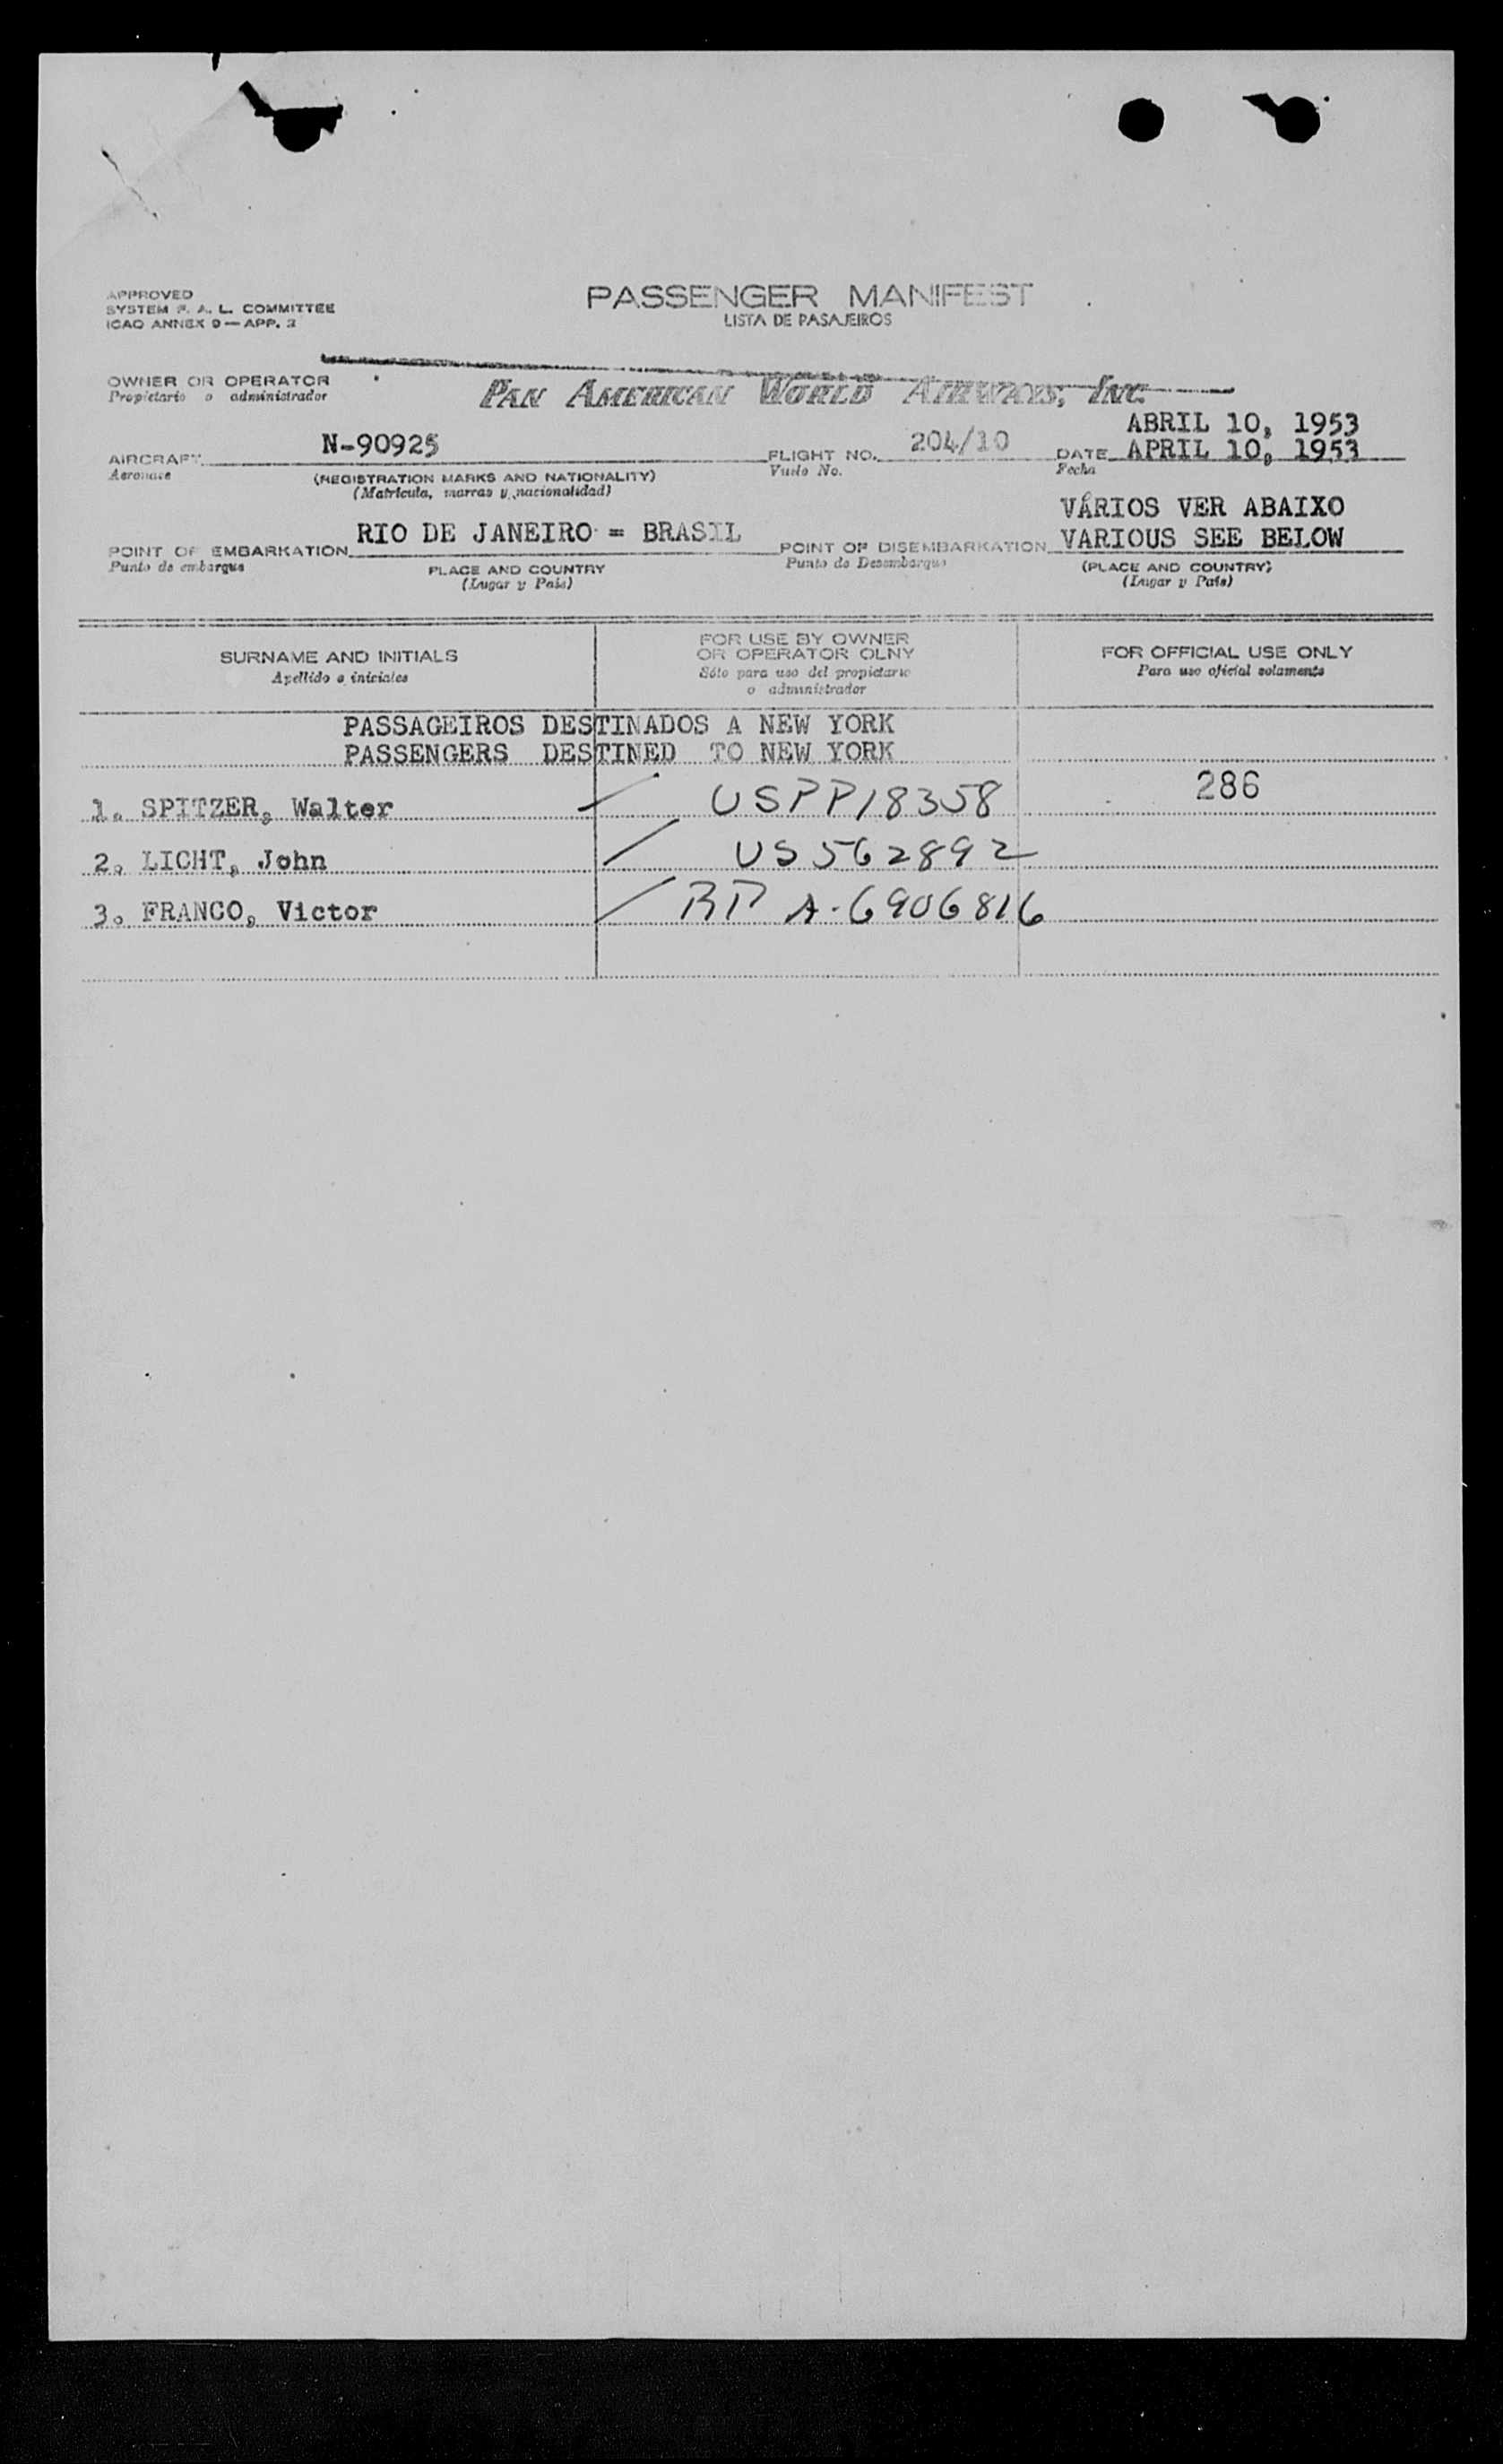 APPROVED
SYSTEM F. A. L. COMMITTEE
ICAO ANNEX 9 — APP. 2
PASSENGER MANIFEST
LISTA DE PASAJEIROS
OWNER OR OPERATOR
Propietario o administrador
PAN AMERICAN WORLD AIRWAYS, INC.
ABRIL 10, 1953
AIRCRAFT N-90925 FLIGHT NO. 204/10 DATE APRIL 10, 1953
Aeronave Vuelo No. Fecha
(REGISTRATION MARKS AND NATIONALITY)
(Matricula, marras y nacionalidad)
VÁRIOS VER ABAIXO
POINT OF EMBARKATION RIO DE JANEIRO = BRASIL POINT OF DISEMBARKATION VARIOUS SEE BELOW
Punto de embarque Punto de Desembarque
PLACE AND COUNTRY (PLACE AND COUNTRY)
(Lugar y Pais) (Lugar y Pais)
SURNAME AND INITIALS
Apellido e iniciales
FOR USE BY OWNER
OR OPERATOR OLNY
Sólo para uso del propietario
o administrador
FOR OFFICIAL USE ONLY
Para uso oficial solamente
PASSAGEIROS DESTINADOS A NEW YORK
PASSENGERS DESTINED TO NEW YORK
1. SPITZER, Walter USPP18358 286
2. LICHT, John US562892
3. FRANCO, Victor RP A-6906816